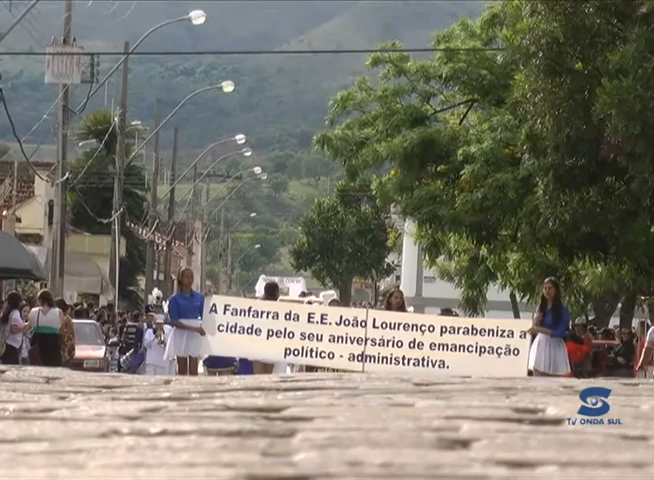 A Fanfarra da E.E. João Lourenço parabeniza a
cidade pelo seu aniversário de emancipação
político - administrativa.
TV ONDA SUL